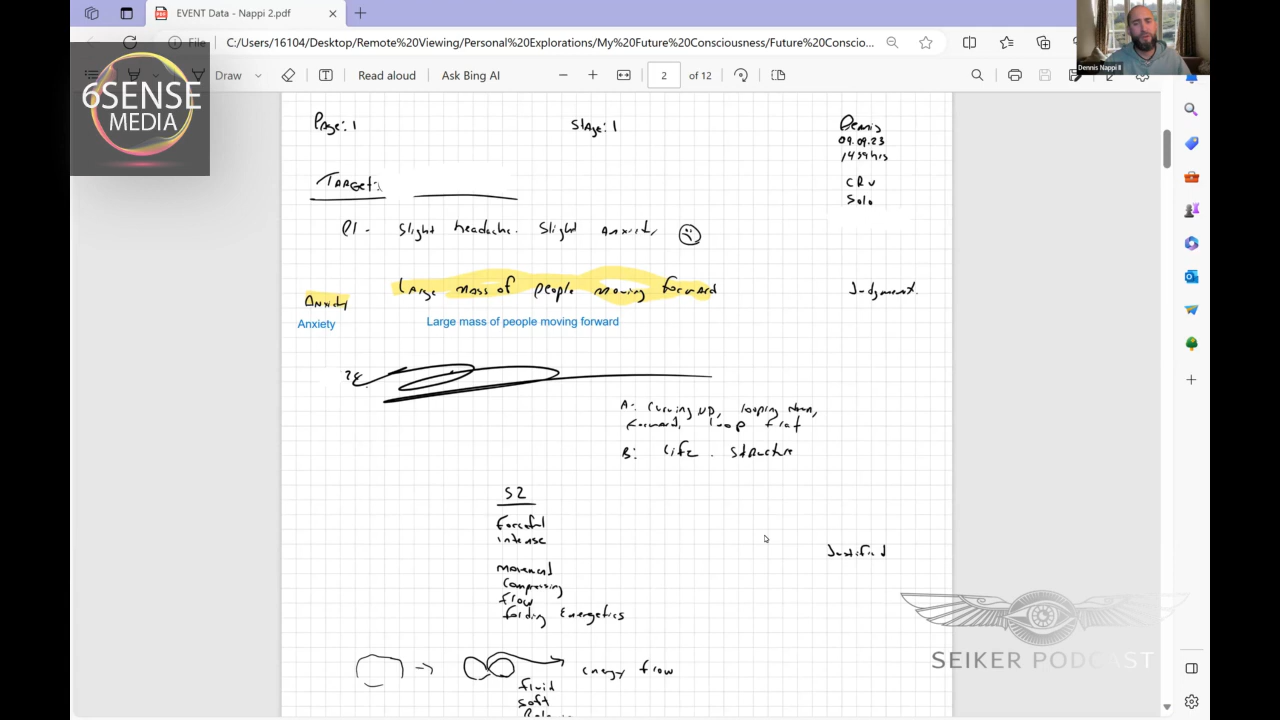 EVENT Data - Nappi 2.pdf
File
C:/Users/16104/Desktop/Remote%20Viewing/Personal%20Explorations/My%20Future%20Consciousness/Future%20Conscio...
Draw
Read aloud
Ask Bing AI
2
of 12
6SENSE
MEDIA
Dennis Nappi II
Page: 1
Stage: 1
Dennis
09.09.23
1439hrs
CRV
Solo
Target:
PI - Slight headache. Slight Anxiety
Large mass of people moving forward
Judgement.
Anxiety
Anxiety
Large mass of people moving forward
A: Curving up, looping down,
forward, loop flat
B: Life. Structure
S2
Forceful
intense
Justified
movement
Compressing
flow
folding Energetics
energy flow
fluid
soft
SEIKER PODCAST